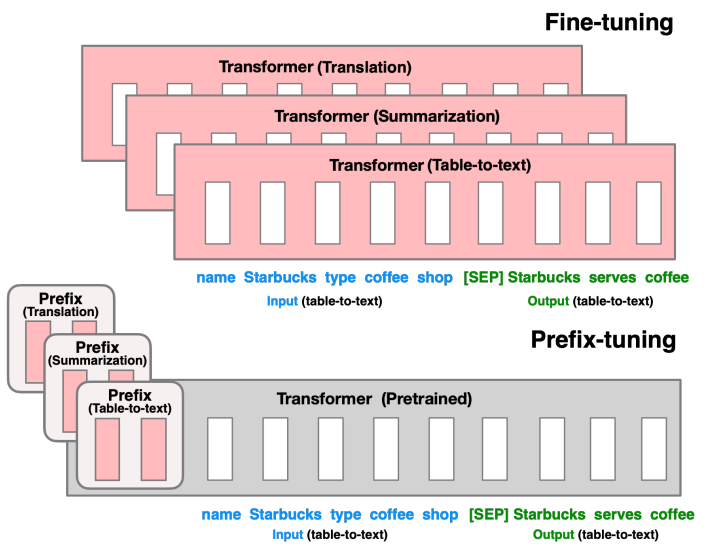 Fine-tuning
Transformer (Translation)
Transformer (Summarization)
Transformer (Table-to-text)
name Starbucks type coffee shop [SEP] Starbucks serves coffee
Input (table-to-text) Output (table-to-text)
Prefix-tuning
Prefix
(Translation)
Prefix
(Summarization)
Prefix
(Table-to-text)
Transformer (Pretrained)
name Starbucks type coffee shop [SEP] Starbucks serves coffee
Input (table-to-text) Output (table-to-text)